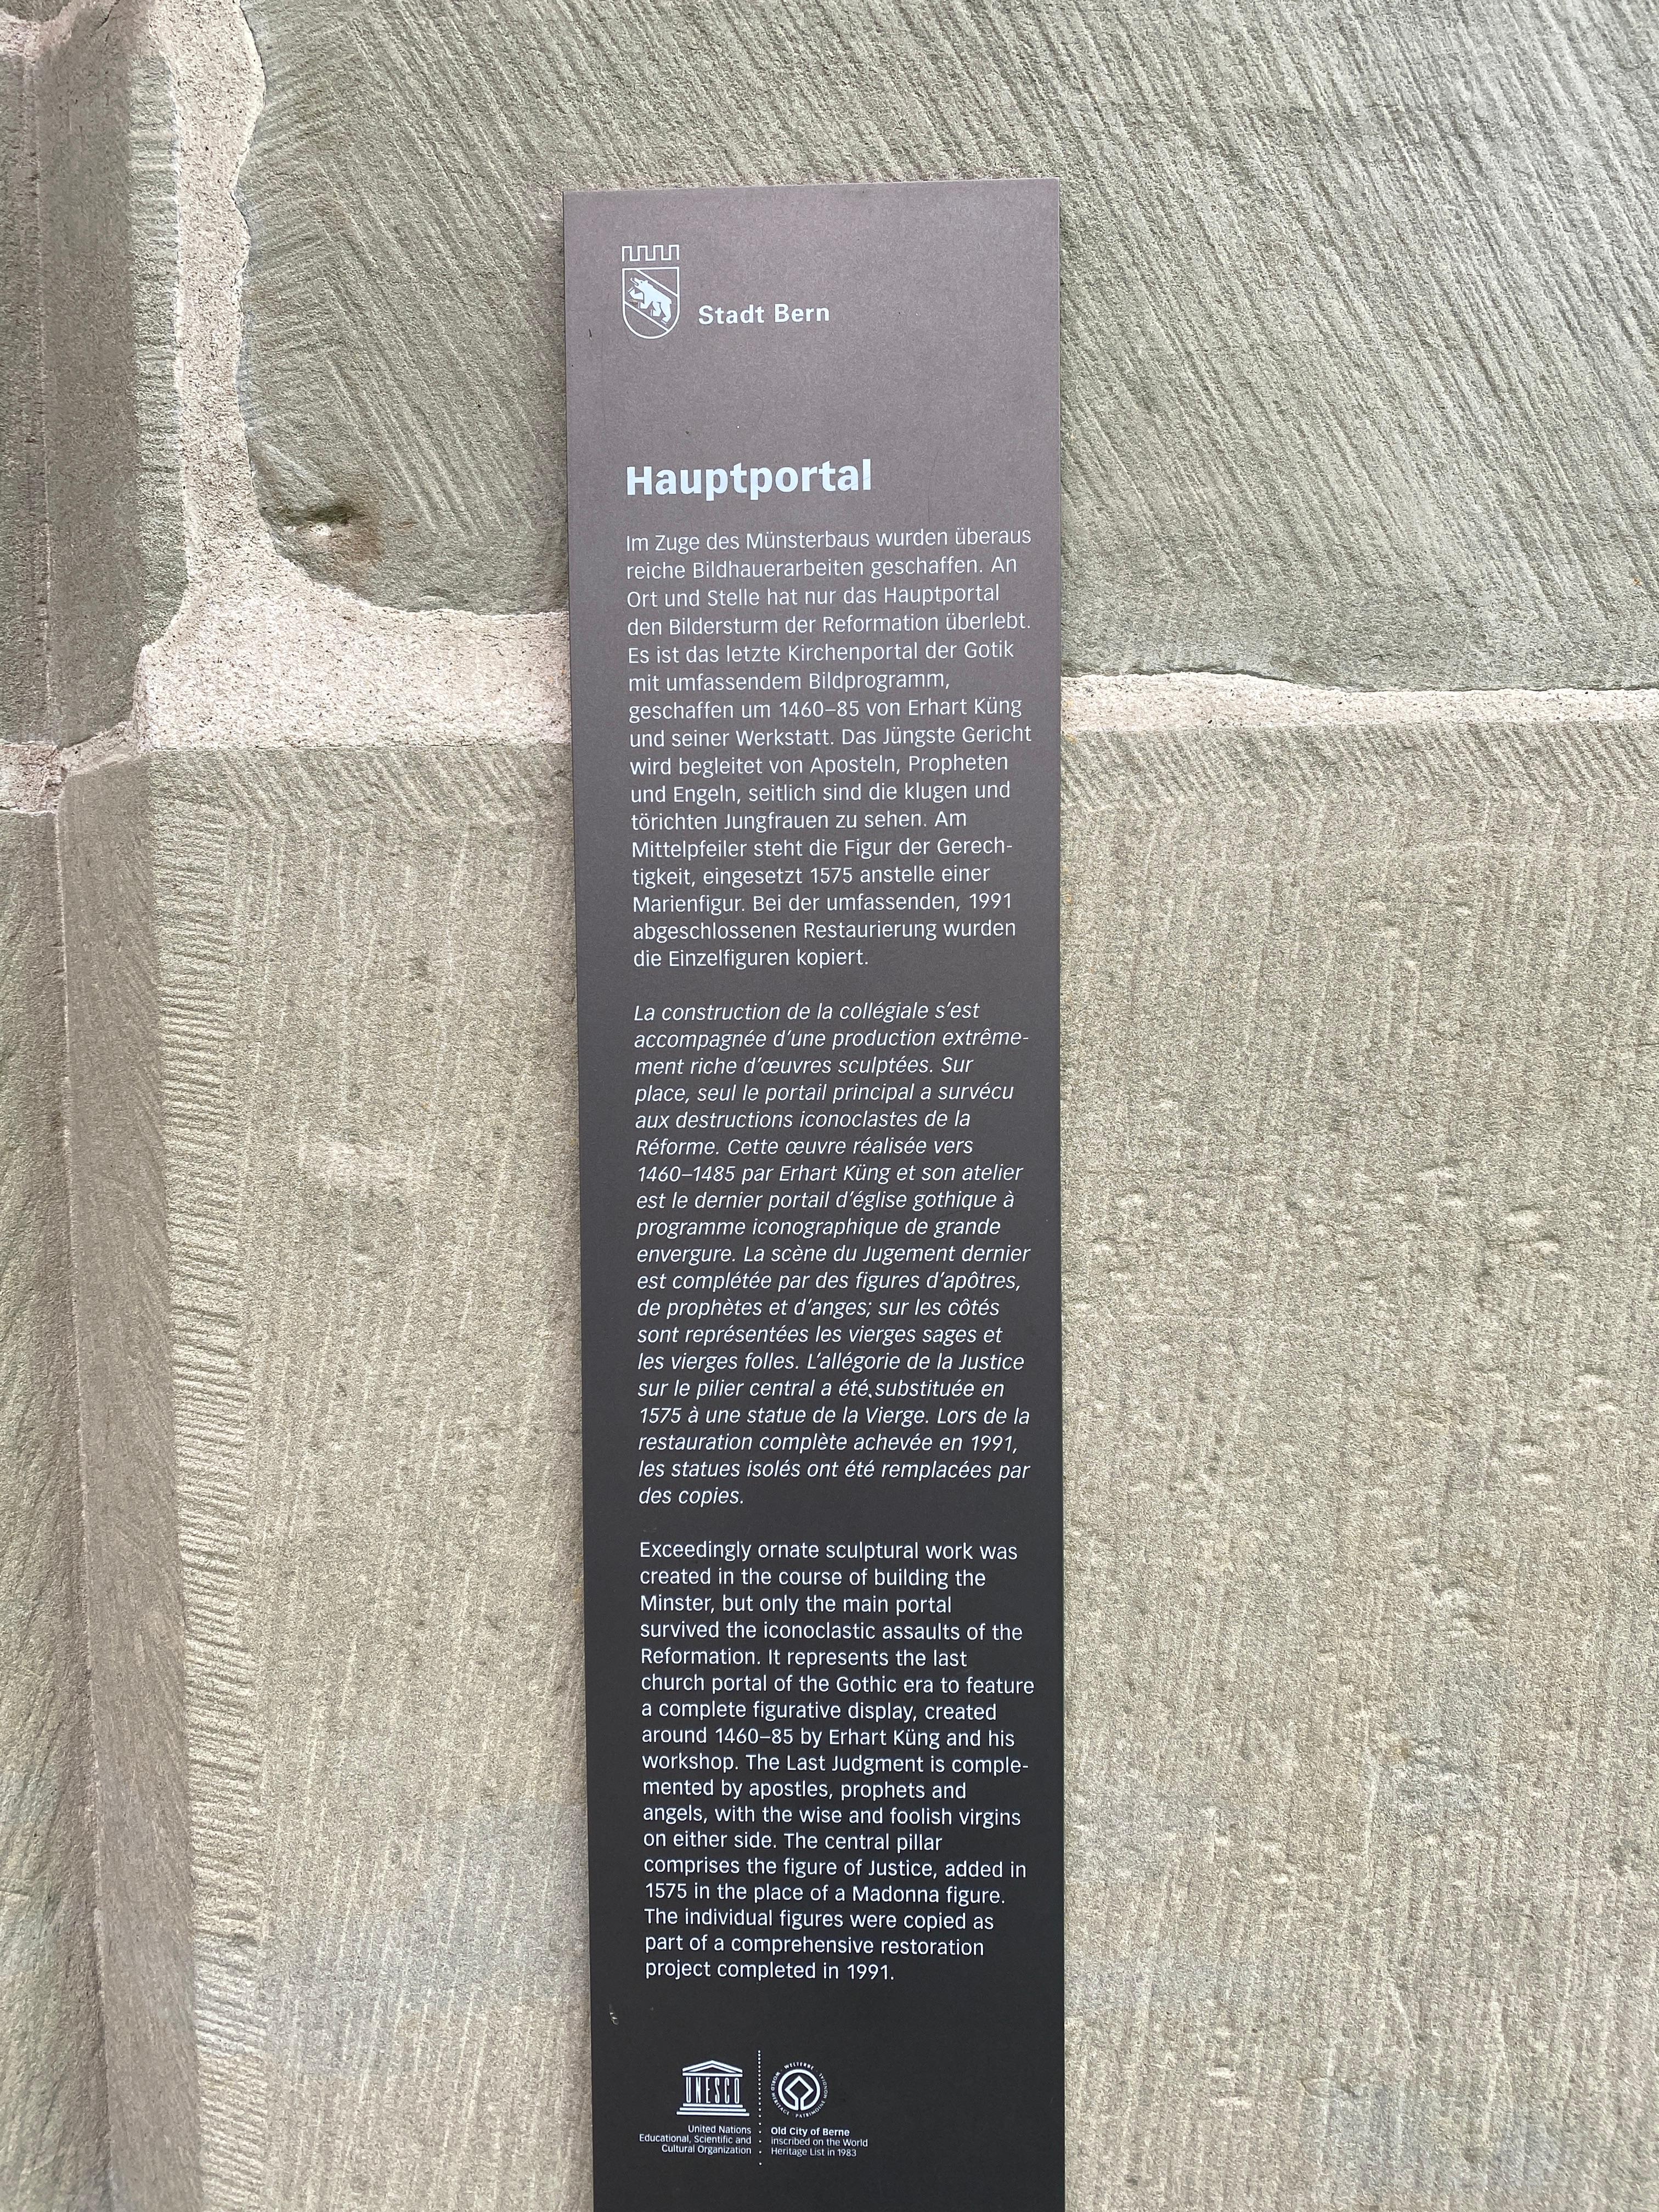 Stadt Bern
Hauptportal
Im Zuge des Münsterbaus wurden überaus
reiche Bildhauerarbeiten geschaffen. An
Ort und Stelle hat nur das Hauptportal
den Bildersturm der Reformation überlebt.
Es ist das letzte Kirchenportal der Gotik
mit umfassendem Bildprogramm,
geschaffen um 1460–85 von Erhart Küng
und seiner Werkstatt. Das Jüngste Gericht
wird begleitet von Aposteln, Propheten
und Engeln, seitlich sind die klugen und
törichten Jungfrauen zu sehen. Am
Mittelpfeiler steht die Figur der Gerech-
tigkeit, eingesetzt 1575 anstelle einer
Marienfigur. Bei der umfassenden, 1991
abgeschlossenen Restaurierung wurden
die Einzelfiguren kopiert.
La construction de la collégiale s'est
accompagnée d'une production extrême-
ment riche d'œuvres sculptées. Sur
place, seul le portail principal a survécu
aux destructions iconoclastes de la
Réforme. Cette œuvre réalisée vers
1460–1485 par Erhart Küng et son atelier
est le dernier portail d'église gothique à
programme iconographique de grande
envergure. La scène du Jugement dernier
est complétée par des figures d'apôtres,
de prophètes et d'anges; sur les côtés
sont représentées les vierges sages et
les vierges folles. L'allégorie de la Justice
sur le pilier central a été substituée en
1575 à une statue de la Vierge. Lors de la
restauration complète achevée en 1991,
les statues isolés ont été remplacées par
des copies.
Exceedingly ornate sculptural work was
created in the course of building the
Minster, but only the main portal
survived the iconoclastic assaults of the
Reformation. It represents the last
church portal of the Gothic era to feature
a complete figurative display, created
around 1460–85 by Erhart Küng and his
workshop. The Last Judgment is comple-
mented by apostles, prophets and
angels, with the wise and foolish virgins
on either side. The central pillar
comprises the figure of Justice, added in
1575 in the place of a Madonna figure.
The individual figures were copied as
part of a comprehensive restoration
project completed in 1991.
UNESCO
United Nations
Educational, Scientific and
Cultural Organization
WORLD HERITAGE · WELTERBE · PATRIMOINE MONDIAL
Old City of Berne
inscribed on the World
Heritage List in 1983